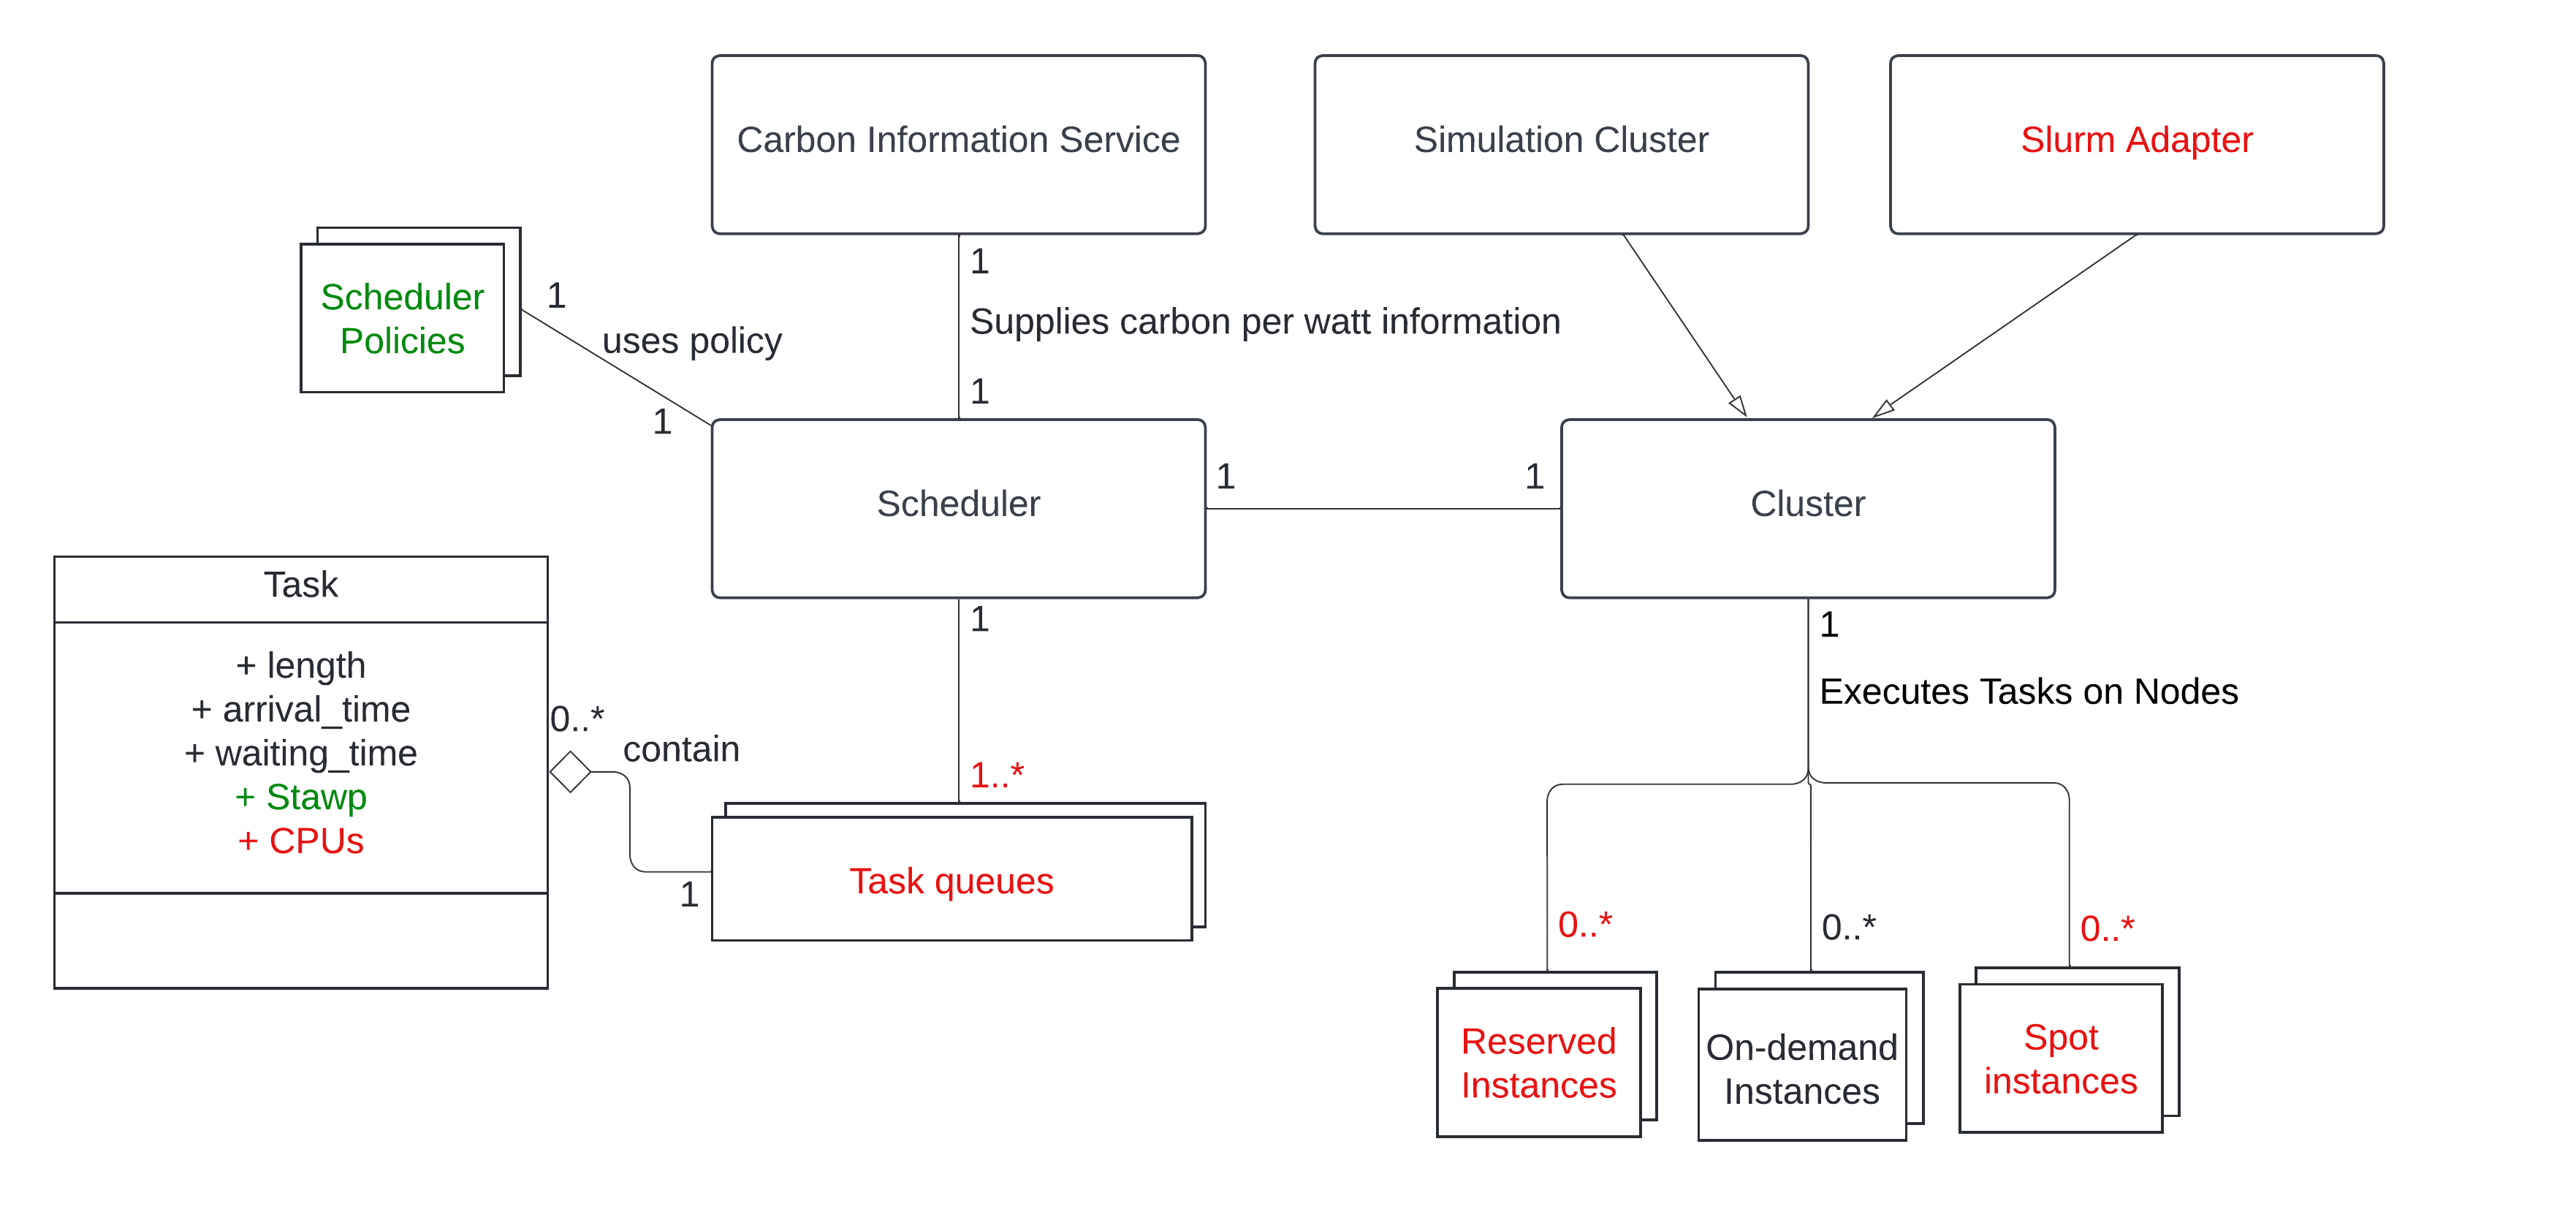 Carbon Information Service
Simulation Cluster
Slurm Adapter
1
Scheduler
Policies
1
uses policy
Supplies carbon per watt information
1
1
Scheduler
1
1
Cluster
Task
+ length
+ arrival_time
+ waiting_time
+ Stawp
+ CPUs
0..*
contain
1
1
1..*
Task queues
1
Executes Tasks on Nodes
0..*
0..*
0..*
Reserved
Instances
On-demand
Instances
Spot
instances